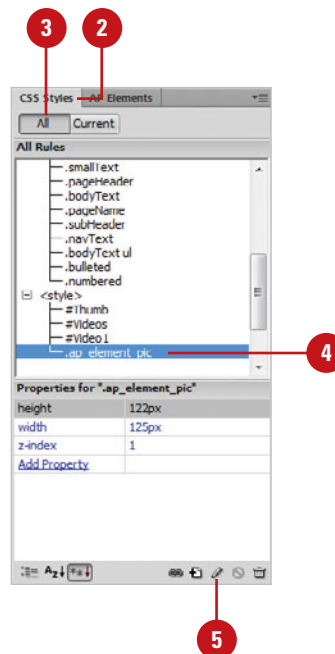 3 2
CSS Styles AP Elements
All Current
All Rules
.smallText
.pageHeader
.bodyText
.pageName
.subHeader
.navText
.bodyText ul
.bulleted
.numbered
<style>
#Thumb
#Videos
#Video1
.ap_element_pic 4
Properties for ".ap_element_pic"
height 122px
width 125px
z-index 1
Add Property
5